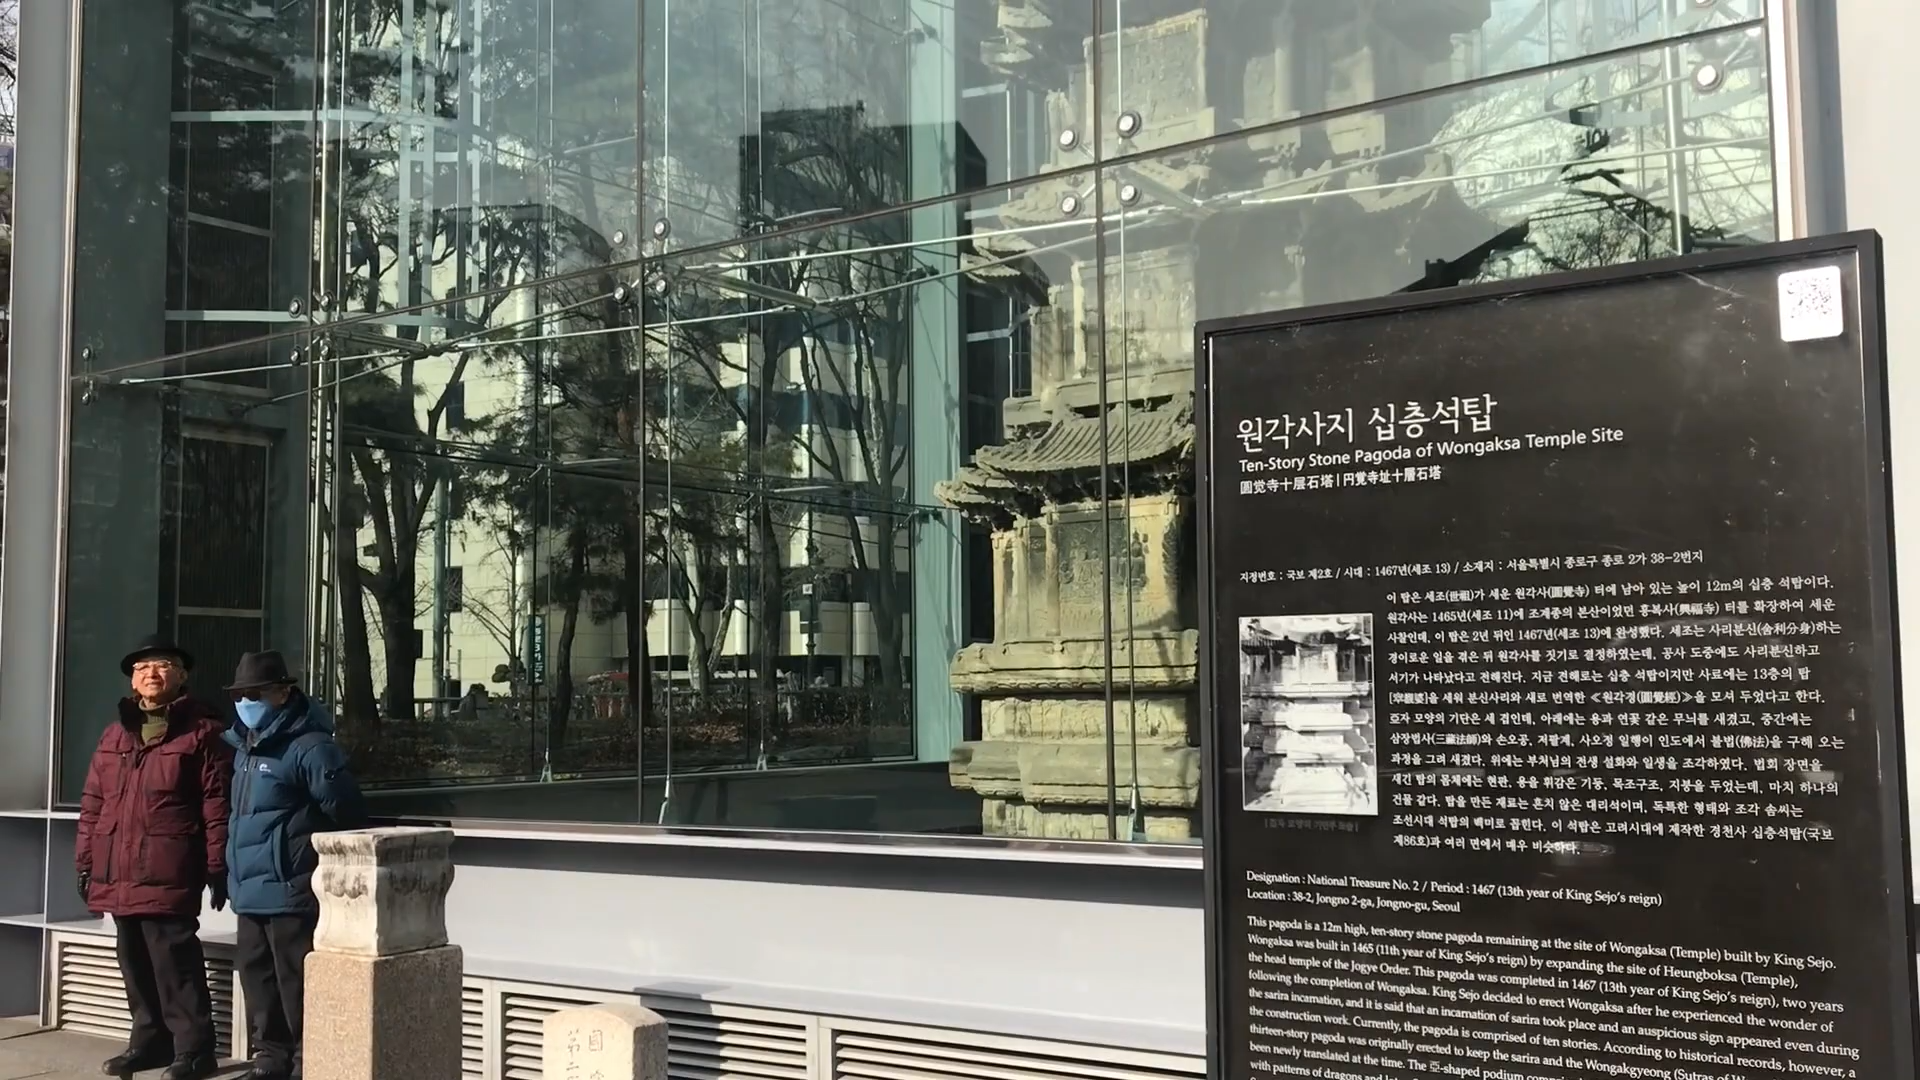 원각사지 십층석탑
Ten-Story Stone Pagoda of Wongaksa Temple Site
圆觉寺十层石塔 | 円覚寺址十層石塔
지정번호 : 국보 제2호 / 시대 : 1467년(세조 13) / 소재지 : 서울특별시 종로구 종로 2가 38-2번지
이 탑은 세조(世祖)가 세운 원각사(圓覺寺) 터에 남아 있는 높이 12m의 십층 석탑이다.
원각사는 1465년(세조 11)에 조계종의 본산이었던 흥복사(興福寺) 터를 확장하여 세운
사찰인데, 이 탑은 2년 뒤인 1467년(세조 13)에 완성했다. 세조는 사리분신(舍利分身)하는
경이로운 일을 겪은 뒤 원각사를 짓기로 결정하였는데, 공사 도중에도 사리분신하고
서기가 나타났다고 전해진다. 지금 전해로는 십층 석탑이지만 사료에는 13층의 탑
[窣堵婆]을 세워 분신사리와 새로 번역한 ≪원각경(圓覺經)≫을 모셔 두었다고 한다.
亞자 모양의 기단은 세 겹인데, 아래에는 용과 연꽃 같은 무늬를 새겼고, 중간에는
삼장법사(三藏法師)와 손오공, 저팔계, 사오정 일행이 인도에서 불법(佛法)을 구해 오는
과정을 그려 새겼다. 위에는 부처님의 전생 설화와 일생을 조각하였다. 법회 장면을
새긴 탑의 몸체에는 현판, 용을 휘감은 기둥, 목조구조, 지붕을 두었는데, 마치 하나의
건물 같다. 탑을 만든 재료는 흔치 않은 대리석이며, 독특한 형태와 조각 솜씨는
조선시대 석탑의 백미로 꼽힌다. 이 석탑은 고려시대에 제작한 경천사 십층석탑(국보
제86호)과 여러 면에서 매우 비슷하다.
Designation : National Treasure No. 2 / Period : 1467 (13th year of King Sejo's reign)
Location : 38-2, Jongno 2-ga, Jongno-gu, Seoul
This pagoda is a 12m high, ten-story stone pagoda remaining at the site of Wongaksa (Temple) built by King Sejo.
Wongaksa was built in 1465 (11th year of King Sejo's reign) by expanding the site of Heungboksa (Temple),
the head temple of the Jogye Order. This pagoda was completed in 1467 (13th year of King Sejo's reign), two years
following the completion of Wongaksa. King Sejo decided to erect Wongaksa after he experienced the wonder of
the sarira incarnation, and it is said that an incarnation of sarira took place and an auspicious sign appeared even during
the construction work. Currently, the pagoda is comprised of ten stories. According to historical records, however, a
thirteen-story pagoda was originally erected to keep the sarira and the Wongakgyeong (Sutras of
been newly translated at the time. The 亞-shaped podium
with patterns of dragons and
圓
第二